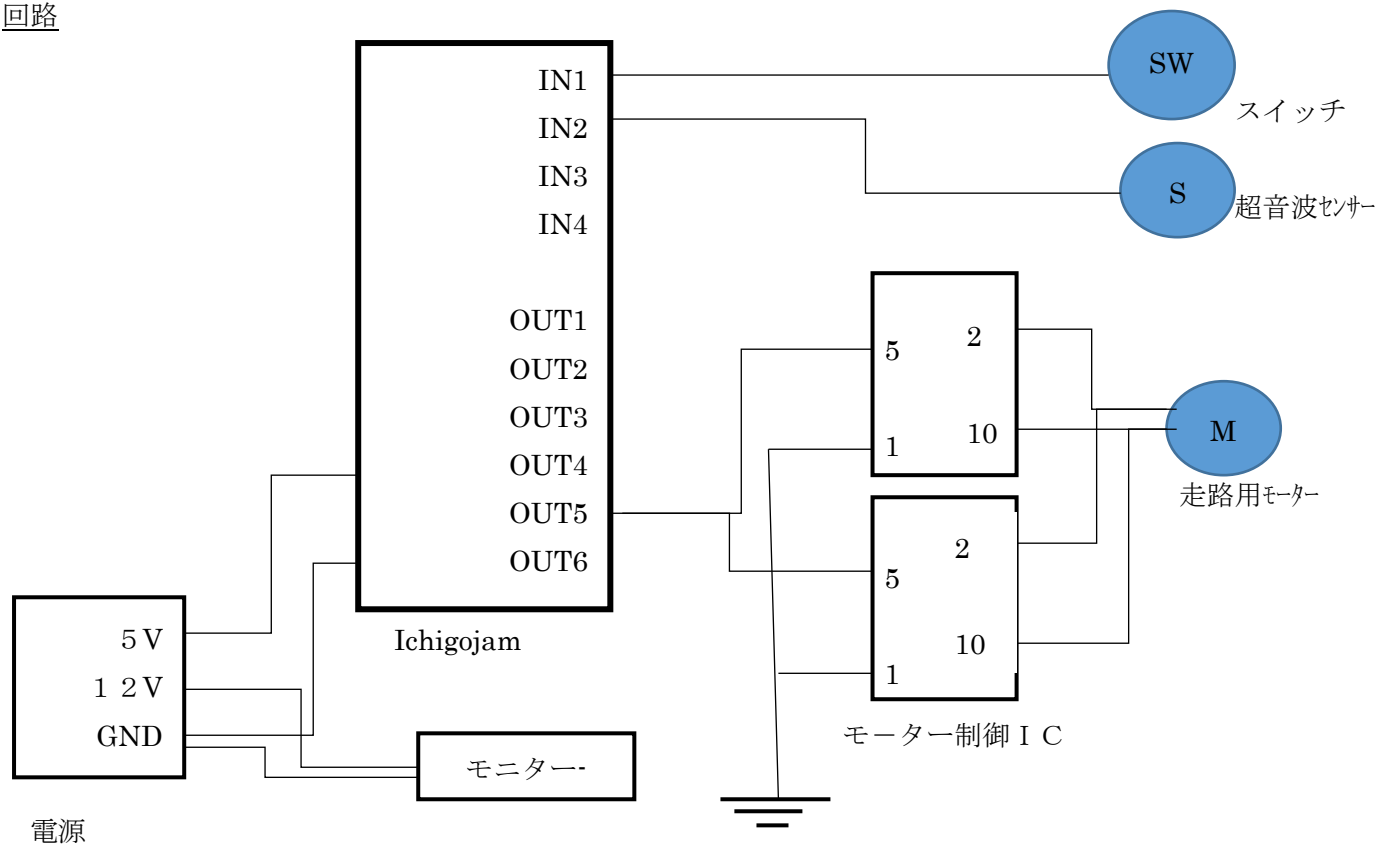 回路
IN1
IN2
IN3
IN4
OUT1
OUT2
OUT3
OUT4
OUT5
OUT6
Ichigojam
SW
スイッチ
S
超音波ｾﾝｻｰ
5
2
1
10
M
走路用ﾓｰﾀｰ
5
2
1
10
モ－ター制御ＩＣ
５V
１２V
GND
電源
モニター-